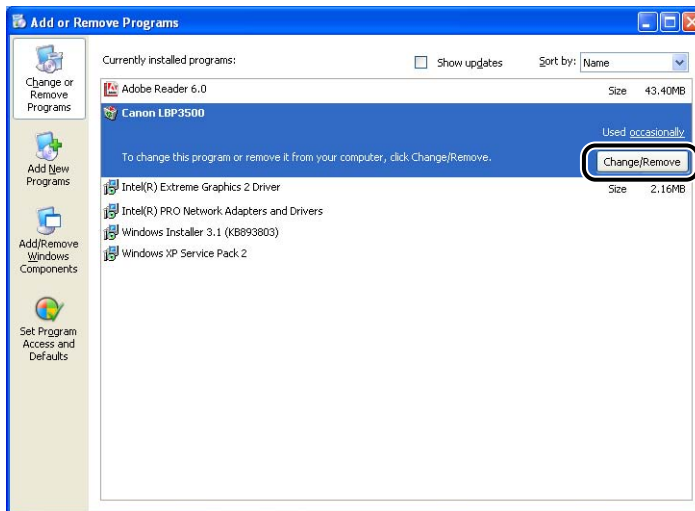 Add or Remove Programs
Change or
Remove
Programs
Add New
Programs
Add/Remove
Windows
Components
Set Program
Access and
Defaults
Currently installed programs:
Show updates
Sort by: Name
Adobe Reader 6.0
Size 43.40MB
Canon LBP3500
Used occasionally
To change this program or remove it from your computer, click Change/Remove.
Change/Remove
Intel(R) Extreme Graphics 2 Driver
Size 2.16MB
Intel(R) PRO Network Adapters and Drivers
Windows Installer 3.1 (KB893803)
Windows XP Service Pack 2